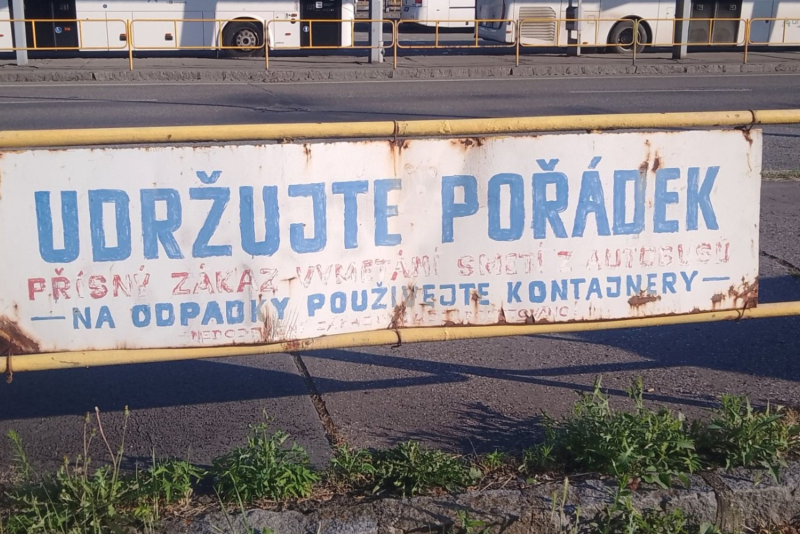 UDRŽUJTE POŘÁDEK
PŘÍSNÝ ZÁKAZ VYMETÁNÍ SMETÍ Z AUTOBUSŮ
—NA ODPADKY POUŽÍVEJTE KONTAJNERY—